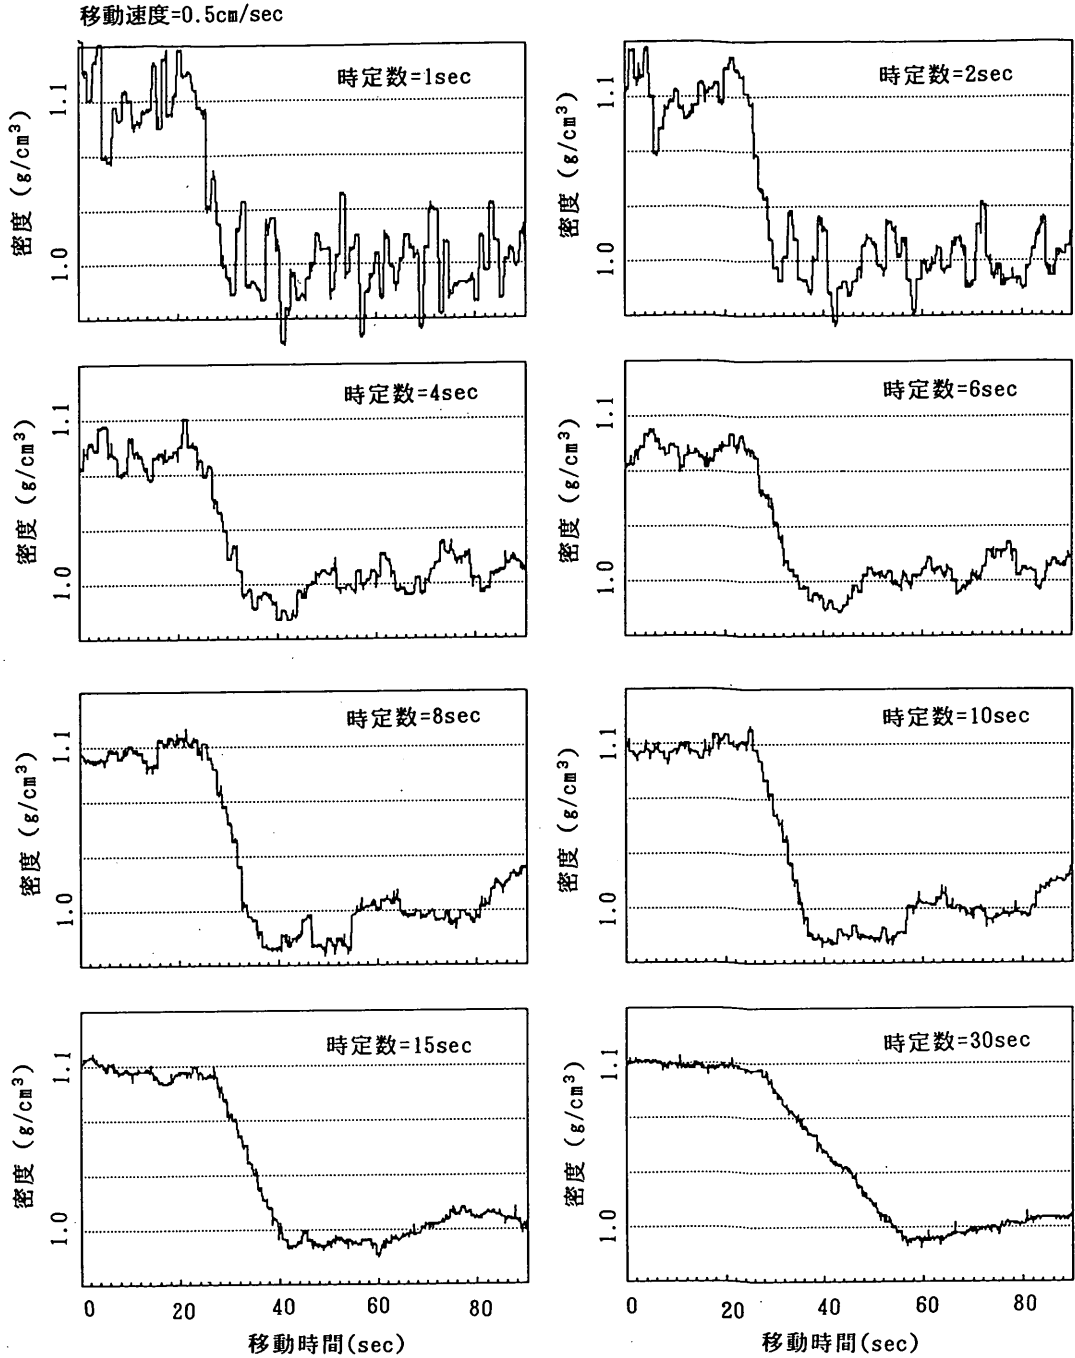 移動速度=0.5cm/sec
時定数=1sec
密度 (g/cm³)
1.1
1.0
時定数=2sec
密度 (g/cm³)
1.1
1.0
時定数=4sec
密度 (g/cm³)
1.1
1.0
時定数=6sec
密度 (g/cm³)
1.1
1.0
時定数=8sec
密度 (g/cm³)
1.1
1.0
時定数=10sec
密度 (g/cm³)
1.1
1.0
時定数=15sec
密度 (g/cm³)
1.1
1.0
0 20 40 60 80
移動時間(sec)
時定数=30sec
密度 (g/cm³)
1.1
1.0
0 20 40 60 80
移動時間(sec)